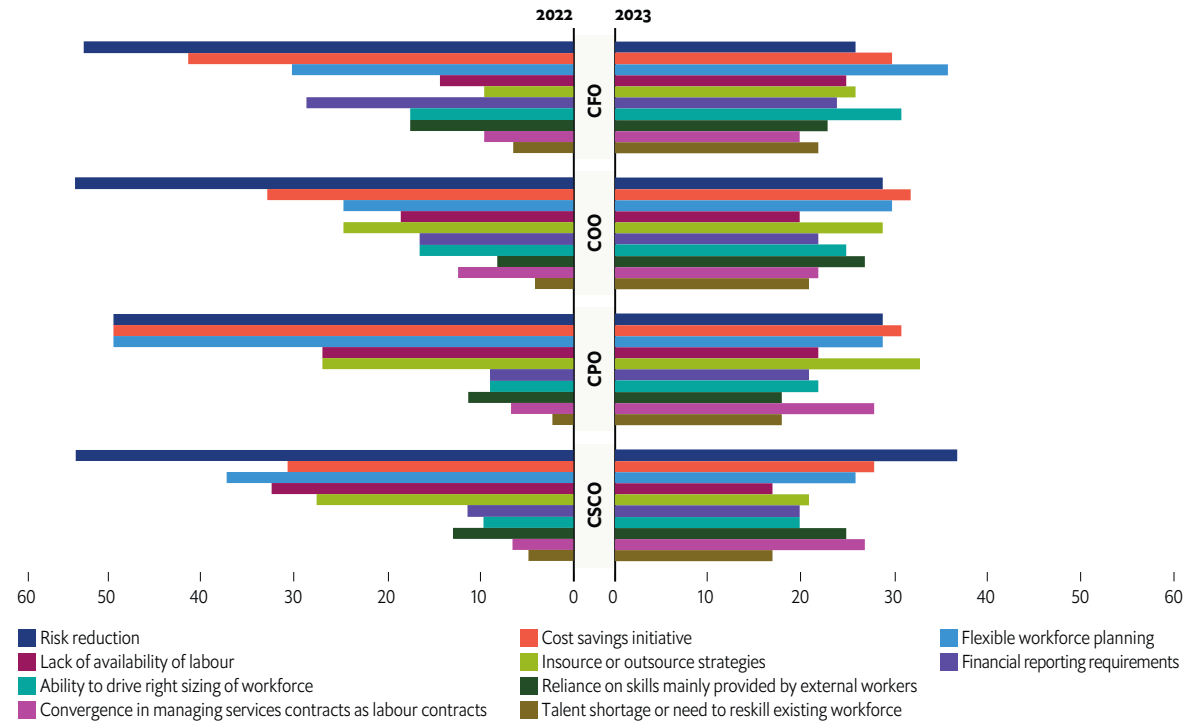 2022 2023
CFO
COO
CPO
CSCO
60 50 40 30 20 10 0 0 10 20 30 40 50 60
Risk reduction Cost savings initiative Flexible workforce planning
Lack of availability of labour Insource or outsource strategies Financial reporting requirements
Ability to drive right sizing of workforce Reliance on skills mainly provided by external workers
Convergence in managing services contracts as labour contracts Talent shortage or need to reskill existing workforce